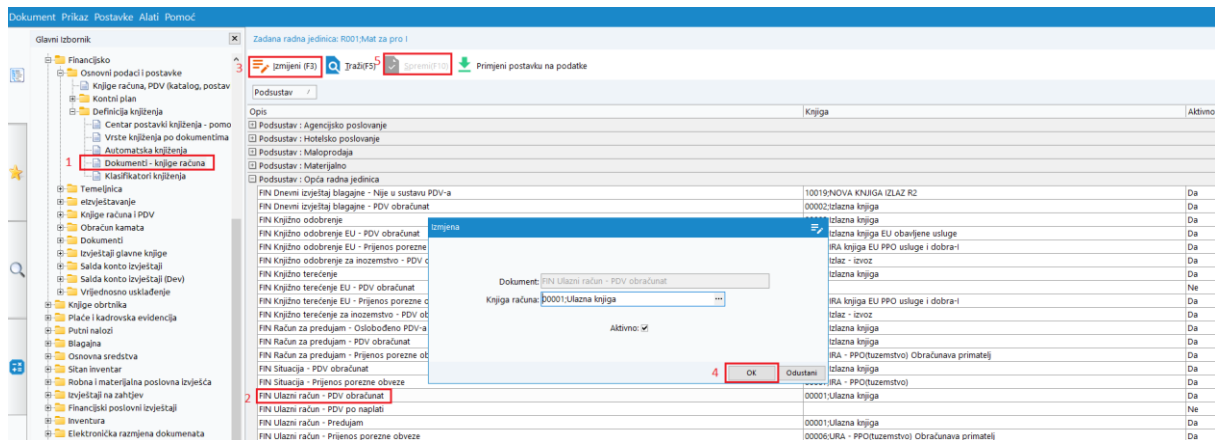 Dokument Prikaz Postavke Alati Pomoć
Glavni Izbornik
Zadana radna jedinica: R001;Mat za pro I
3
Izmijeni (F3)
Traži(F5)
5
Spremi(F10)
Primjeni postavku na podatke
Financijsko
Osnovni podaci i postavke
Knjige računa, PDV (katalog, postav
Kontni plan
Definicija knjiženja
Centar postavki knjiženja - pomo
Vrste knjiženja po dokumentima
Automatska knjiženja
1
Dokumenti - knjige računa
Klasifikatori knjiženja
Temeljnica
eIzvještavanje
Knjige računa i PDV
Obračun kamata
Dokumenti
Izvještaji glavne knjige
Salda konto izvještaji
Salda konto izvještaji (Dev)
Vrijednosno usklađenje
Knjige obrtnika
Plaće i kadrovska evidencija
Putni nalozi
Blagajna
Osnovna sredstva
Sitan inventar
Robna i materijalna poslovna izvješća
Izvještaji na zahtjev
Financijski poslovni izvještaji
Inventura
Elektronička razmjena dokumenata
Podsustav
Opis Knjiga Aktivno
Podsustav : Agencijsko poslovanje
Podsustav : Hotelsko poslovanje
Podsustav : Maloprodaja
Podsustav : Materijalno
Podsustav : Opća radna jedinica
FIN Dnevni izvještaj blagajne - Nije u sustavu PDV-a 10019;NOVA KNJIGA IZLAZ R2 Da
FIN Dnevni izvještaj blagajne - PDV obračunat 00002;Izlazna knjiga Da
FIN Knjižno odobrenje Izlazna knjiga Da
FIN Knjižno odobrenje EU - PDV obračunat Izlazna knjiga EU obavljene usluge Da
FIN Knjižno odobrenje EU - Prijenos porezne IRA knjiga EU PPO usluge i dobra-I Da
FIN Knjižno odobrenje za inozemstvo - PDV Izlaz - izvoz Da
FIN Knjižno terećenje Izlazna knjiga Da
FIN Knjižno terećenje EU - PDV obračunat Ne
FIN Knjižno terećenje EU - Prijenos porezne IRA knjiga EU PPO usluge i dobra-I Da
FIN Knjižno terećenje za inozemstvo - PDV ob Izlaz - izvoz Da
FIN Račun za predujam - Oslobođeno PDV-a Izlazna knjiga Da
FIN Račun za predujam - PDV obračunat Izlazna knjiga Da
FIN Račun za predujam - Prijenos porezne ob IRA - PPO(tuzemstvo) Obračunava primatelj Da
FIN Situacija - PDV obračunat Izlazna knjiga Da
FIN Situacija - Prijenos porezne obveze IRA - PPO(tuzemstvo) Da
2 FIN Ulazni račun - PDV obračunat 00001;Ulazna knjiga Da
FIN Ulazni račun - PDV po naplati Ne
FIN Ulazni račun - Predujam 00001;Ulazna knjiga Da
FIN Ulazni račun - Prijenos porezne obveze 00006;URA - PPO(tuzemstvo) Obračunava primatelj Da
Izmjena
Dokument: FIN Ulazni račun - PDV obračunat
Knjiga računa: 00001;Ulazna knjiga ...
Aktivno:
4
OK
Odustani